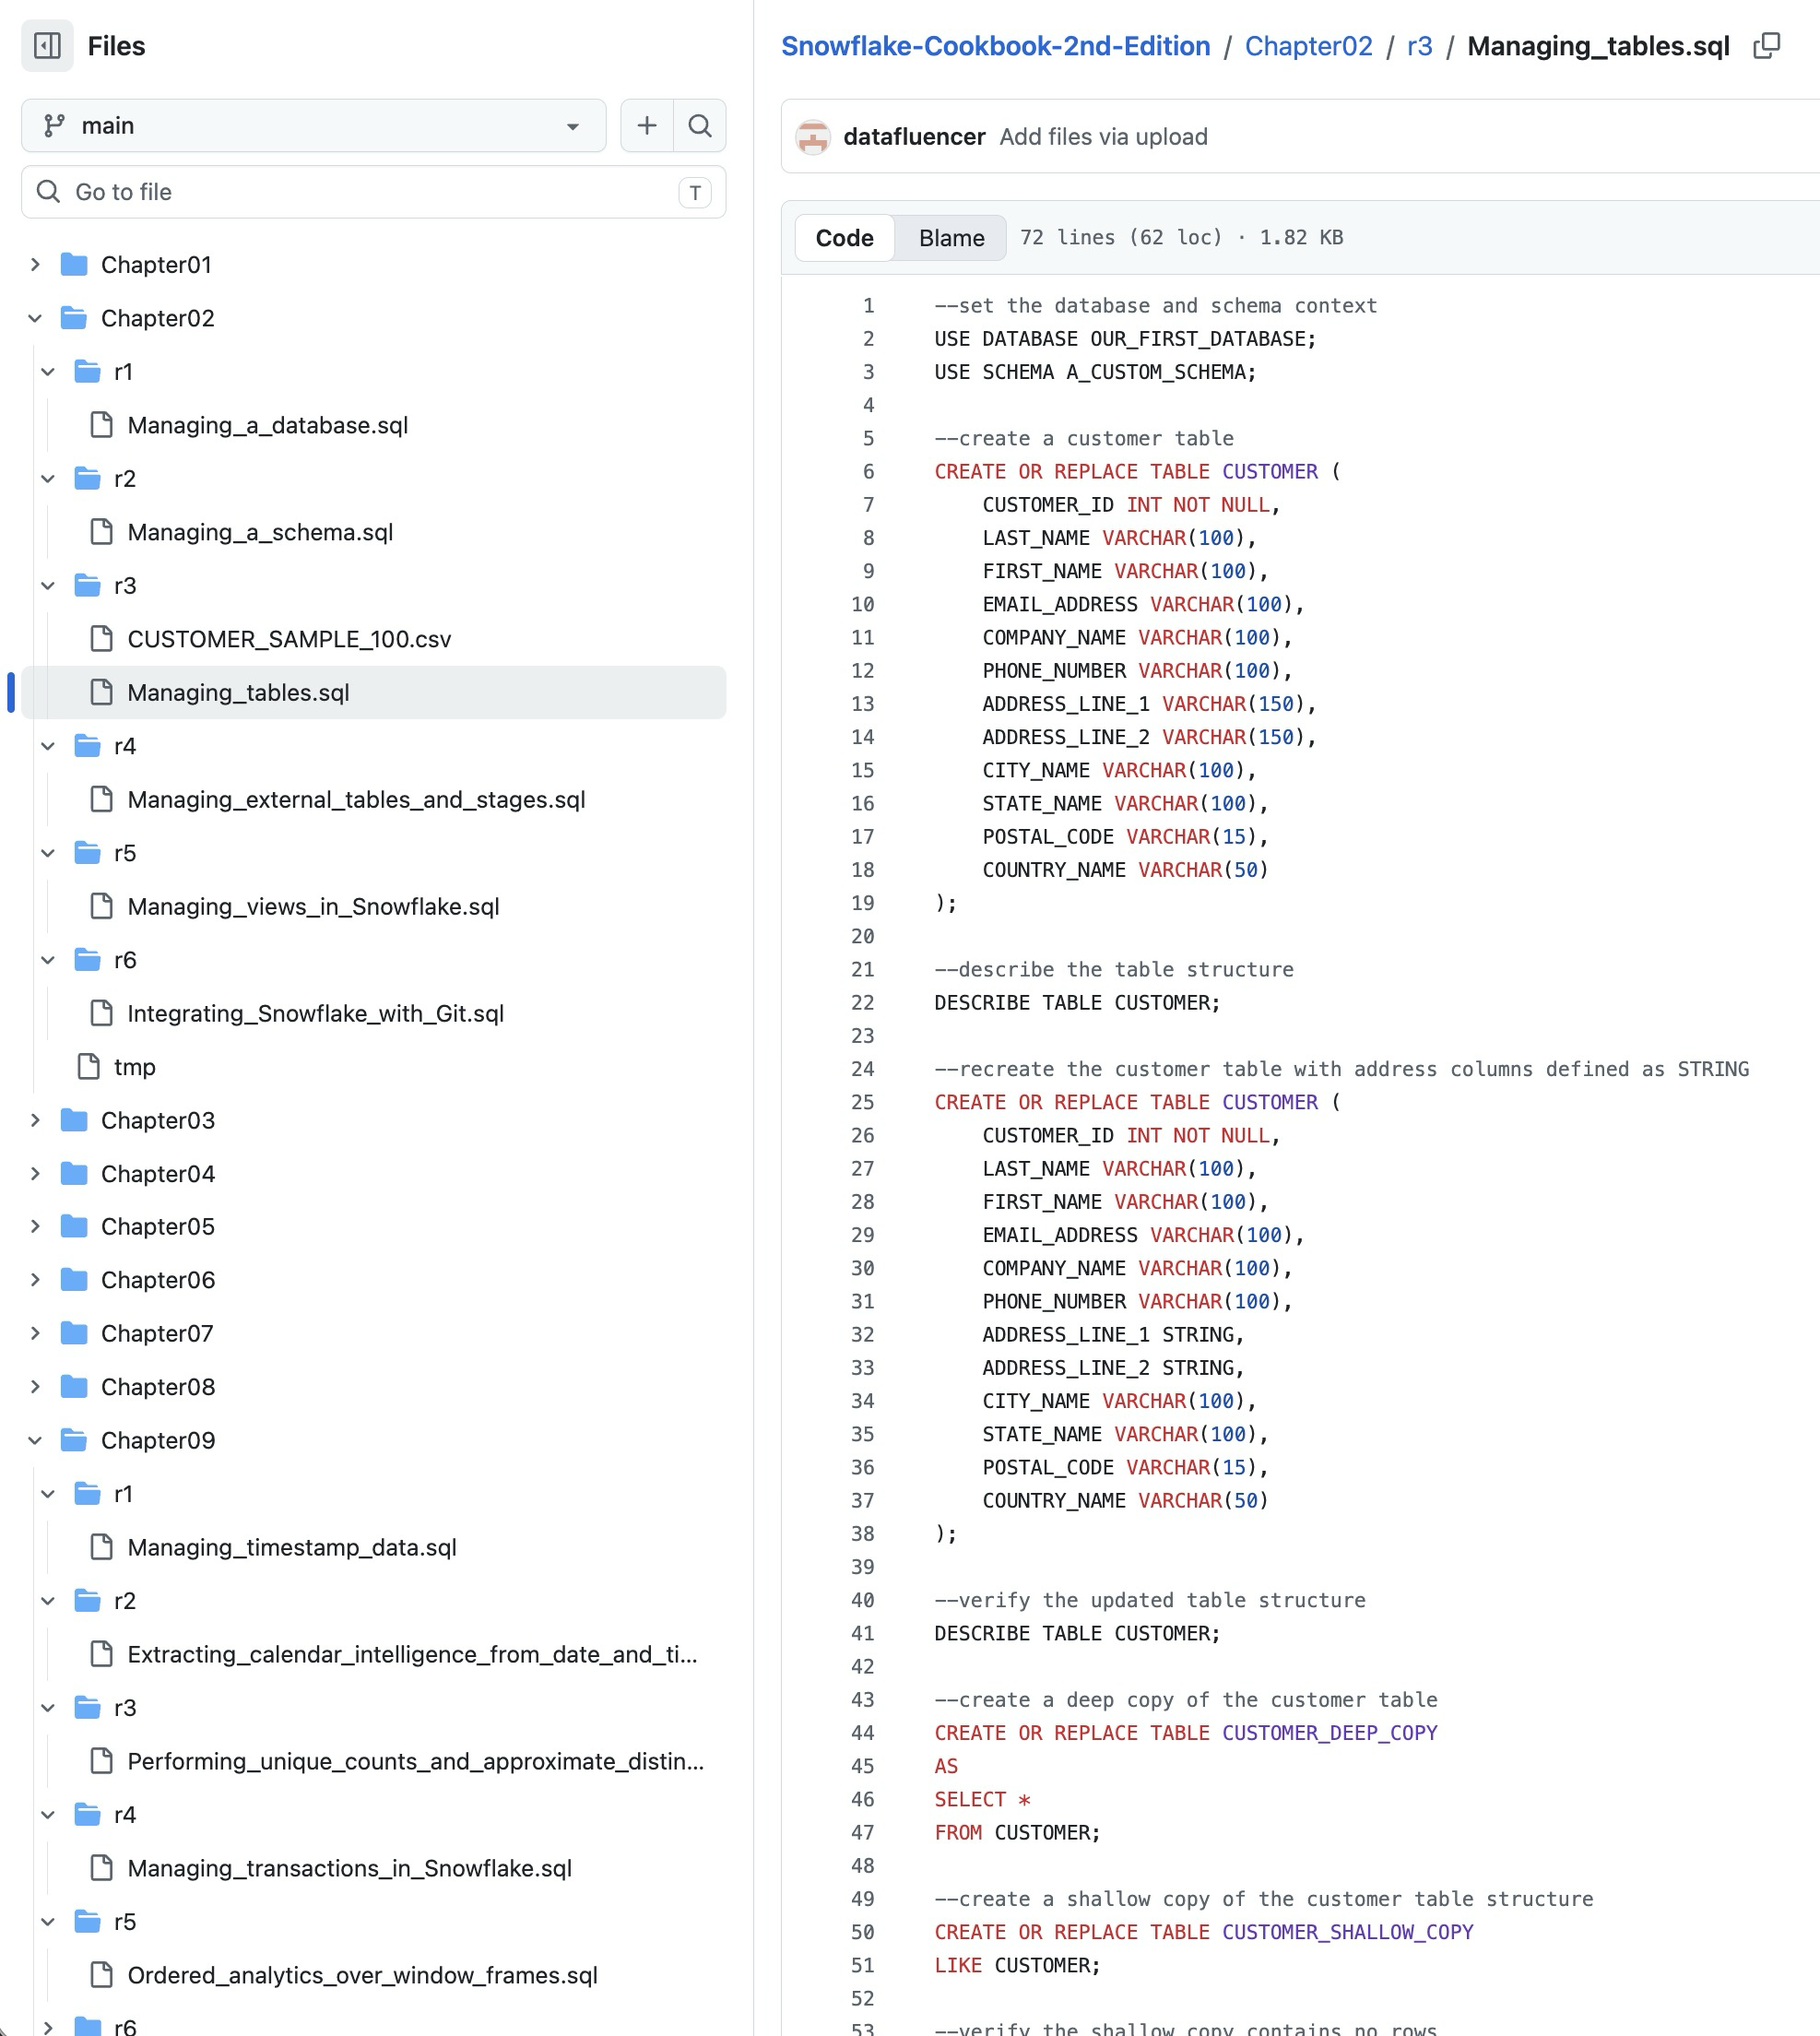 Files
main
Go to file
T
Chapter01
Chapter02
r1
Managing_a_database.sql
r2
Managing_a_schema.sql
r3
CUSTOMER_SAMPLE_100.csv
Managing_tables.sql
r4
Managing_external_tables_and_stages.sql
r5
Managing_views_in_Snowflake.sql
r6
Integrating_Snowflake_with_Git.sql
tmp
Chapter03
Chapter04
Chapter05
Chapter06
Chapter07
Chapter08
Chapter09
r1
Managing_timestamp_data.sql
r2
Extracting_calendar_intelligence_from_date_and_ti...
r3
Performing_unique_counts_and_approximate_distin...
r4
Managing_transactions_in_Snowflake.sql
r5
Ordered_analytics_over_window_frames.sql
r6
Snowflake-Cookbook-2nd-Edition / Chapter02 / r3 / Managing_tables.sql
datafluencer Add files via upload
Code Blame 72 lines (62 loc) · 1.82 KB
1 --set the database and schema context
2 USE DATABASE OUR_FIRST_DATABASE;
3 USE SCHEMA A_CUSTOM_SCHEMA;
4
5 --create a customer table
6 CREATE OR REPLACE TABLE CUSTOMER (
7 CUSTOMER_ID INT NOT NULL,
8 LAST_NAME VARCHAR(100),
9 FIRST_NAME VARCHAR(100),
10 EMAIL_ADDRESS VARCHAR(100),
11 COMPANY_NAME VARCHAR(100),
12 PHONE_NUMBER VARCHAR(100),
13 ADDRESS_LINE_1 VARCHAR(150),
14 ADDRESS_LINE_2 VARCHAR(150),
15 CITY_NAME VARCHAR(100),
16 STATE_NAME VARCHAR(100),
17 POSTAL_CODE VARCHAR(15),
18 COUNTRY_NAME VARCHAR(50)
19 );
20
21 --describe the table structure
22 DESCRIBE TABLE CUSTOMER;
23
24 --recreate the customer table with address columns defined as STRING
25 CREATE OR REPLACE TABLE CUSTOMER (
26 CUSTOMER_ID INT NOT NULL,
27 LAST_NAME VARCHAR(100),
28 FIRST_NAME VARCHAR(100),
29 EMAIL_ADDRESS VARCHAR(100),
30 COMPANY_NAME VARCHAR(100),
31 PHONE_NUMBER VARCHAR(100),
32 ADDRESS_LINE_1 STRING,
33 ADDRESS_LINE_2 STRING,
34 CITY_NAME VARCHAR(100),
35 STATE_NAME VARCHAR(100),
36 POSTAL_CODE VARCHAR(15),
37 COUNTRY_NAME VARCHAR(50)
38 );
39
40 --verify the updated table structure
41 DESCRIBE TABLE CUSTOMER;
42
43 --create a deep copy of the customer table
44 CREATE OR REPLACE TABLE CUSTOMER_DEEP_COPY
45 AS
46 SELECT *
47 FROM CUSTOMER;
48
49 --create a shallow copy of the customer table structure
50 CREATE OR REPLACE TABLE CUSTOMER_SHALLOW_COPY
51 LIKE CUSTOMER;
52
53 --verify the shallow copy contains no rows